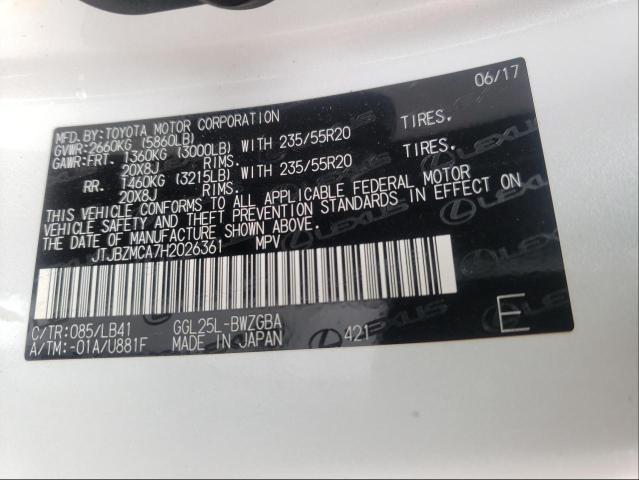 06/17
MFD.BY:TOYOTA MOTOR CORPORATION
GVWR:2660KG (5860LB)
GAWR:FRT. 1360KG (3000LB) WITH 235/55R20 TIRES.
20X8J RIMS.
RR. 1460KG (3215LB) WITH 235/55R20 TIRES.
20X8J RIMS.
THIS VEHICLE CONFORMS TO ALL APPLICABLE FEDERAL MOTOR
VEHICLE SAFETY AND THEFT PREVENTION STANDARDS IN EFFECT ON
THE DATE OF MANUFACTURE SHOWN ABOVE.
JTJBZMCA7H2026361 MPV
C/TR:085/LB41 GGL25L-BWZGBA
A/TM:-01A/U881F MADE IN JAPAN 421 E
LEXUS